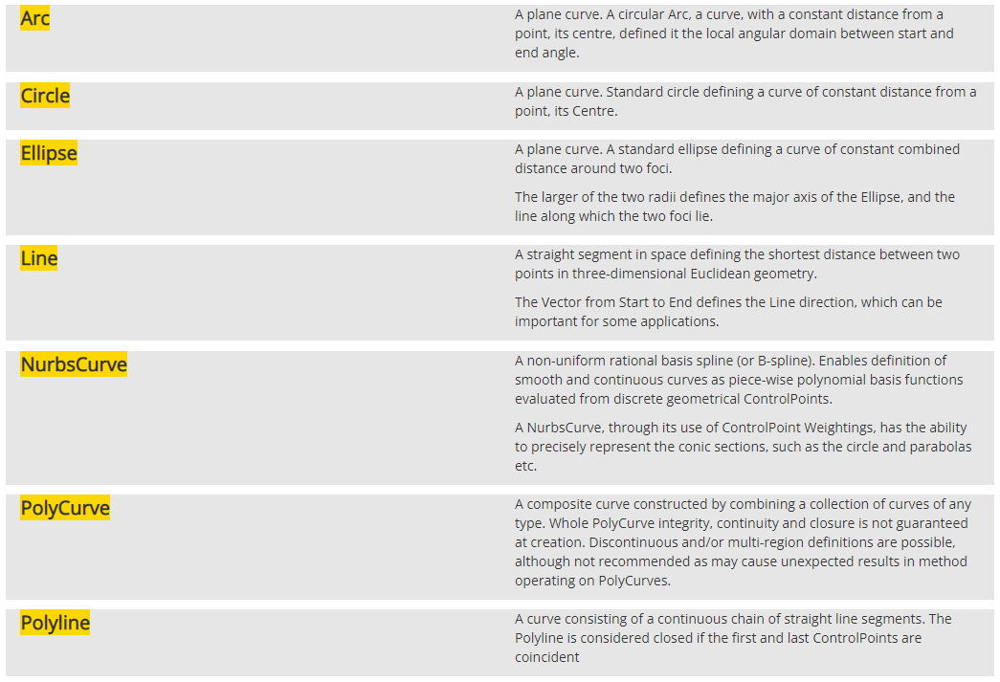 Arc
A plane curve. A circular Arc, a curve, with a constant distance from a
point, its centre, defined it the local angular domain between start and
end angle.
Circle
A plane curve. Standard circle defining a curve of constant distance from a
point, its Centre.
Ellipse
A plane curve. A standard ellipse defining a curve of constant combined
distance around two foci.
The larger of the two radii defines the major axis of the Ellipse, and the
line along which the two foci lie.
Line
A straight segment in space defining the shortest distance between two
points in three-dimensional Euclidean geometry.
The Vector from Start to End defines the Line direction, which can be
important for some applications.
NurbsCurve
A non-uniform rational basis spline (or B-spline). Enables definition of
smooth and continuous curves as piece-wise polynomial basis functions
evaluated from discrete geometrical ControlPoints.
A NurbsCurve, through its use of ControlPoint Weightings, has the ability
to precisely represent the conic sections, such as the circle and parabolas
etc.
PolyCurve
A composite curve constructed by combining a collection of curves of any
type. Whole PolyCurve integrity, continuity and closure is not guaranteed
at creation. Discontinuous and/or multi-region definitions are possible,
although not recommended as may cause unexpected results in method
operating on PolyCurves.
Polyline
A curve consisting of a continuous chain of straight line segments. The
Polyline is considered closed if the first and last ControlPoints are
coincident